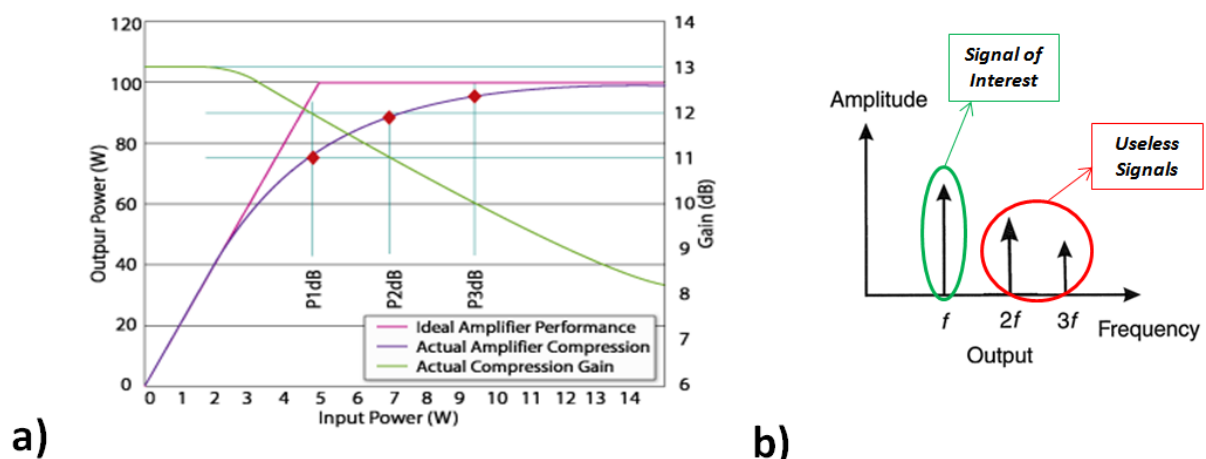 120
100
80
60
40
20
0
Outpur Power (W)
14
13
12
11
10
9
8
7
6
Gain (dB)
P1dB
P2dB
P3dB
Ideal Amplifier Performance
Actual Amplifier Compression
Actual Compression Gain
0 1 2 3 4 5 6 7 8 9 10 11 12 13 14
Input Power (W)
a)
Signal of
Interest
Amplitude
Useless
Signals
f 2f 3f Frequency
Output
b)